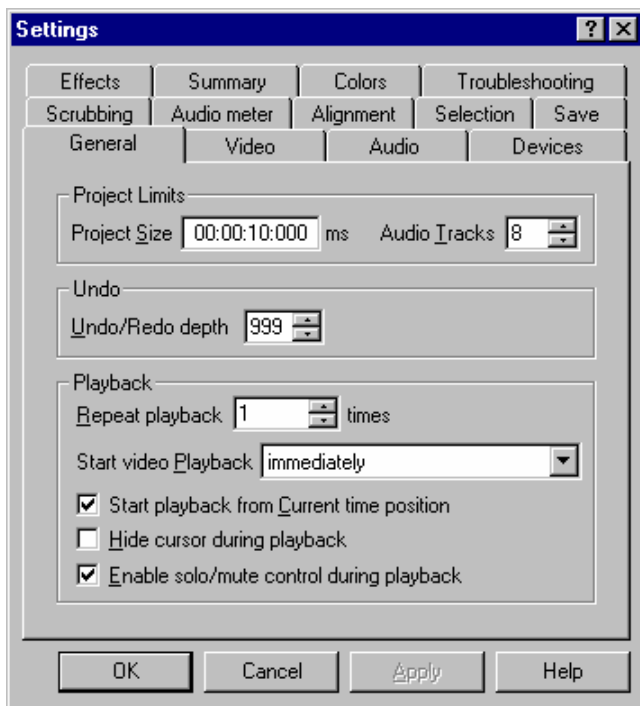 Settings
Effects Summary Colors Troubleshooting
Scrubbing Audio meter Alignment Selection Save
General Video Audio Devices
Project Limits
Project Size 00:00:10:000 ms Audio Tracks 8
Undo
Undo/Redo depth 999
Playback
Repeat playback 1 times
Start video Playback immediately
Start playback from Current time position
Hide cursor during playback
Enable solo/mute control during playback
OK Cancel Apply Help